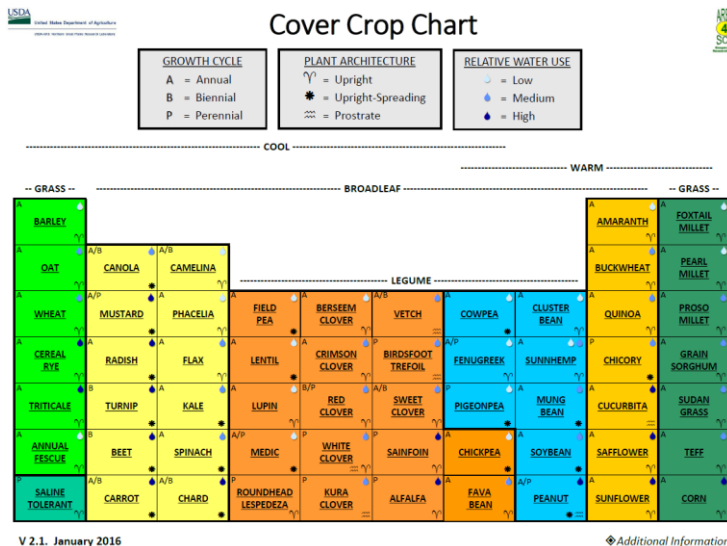 USDA
United States Department of Agriculture
Cover Crop Chart
GROWTH CYCLE
A = Annual
B = Biennial
P = Perennial
PLANT ARCHITECTURE
= Upright
= Upright-Spreading
= Prostrate
RELATIVE WATER USE
= Low
= Medium
= High
COOL
WARM
-- GRASS --
BROADLEAF
-- GRASS --
A BARLEY
A AMARANTH
A FOXTAIL MILLET
A OAT
A/B CANOLA
A/B CAMELINA
LEGUME
A BUCKWHEAT
A PEARL MILLET
A WHEAT
A/P MUSTARD
A PHACELIA
A FIELD PEA
A BERSEEM CLOVER
A/B VETCH
A COWPEA
A CLUSTER BEAN
A QUINOA
A PROSO MILLET
A CEREAL RYE
A RADISH
A FLAX
A LENTIL
A CRIMSON CLOVER
P BIRDSFOOT TREFOIL
A/P FENUGREEK
A SUNNHEMP
P CHICORY
A GRAIN SORGHUM
A TRITICALE
B TURNIP
A KALE
A LUPIN
B/P RED CLOVER
A/B SWEET CLOVER
P PIGEONPEA
A MUNG BEAN
A CUCURBITA
A SUDAN GRASS
A ANNUAL FESCUE
B BEET
A SPINACH
A/P MEDIC
P WHITE CLOVER
P SAINFOIN
A CHICKPEA
A SOYBEAN
A SAFFLOWER
A TEFF
P SALINE TOLERANT
A/B CARROT
A/B CHARD
P ROUNDHEAD LESPEDEZA
P KURA CLOVER
P ALFALFA
A FAVA BEAN
A/P PEANUT
A SUNFLOWER
A CORN
V 2.1. January 2016
Additional Information